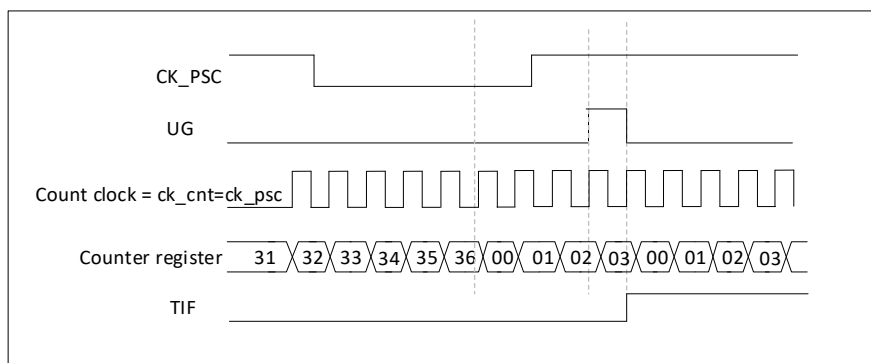 CK_PSC
UG
Count clock = ck_cnt=ck_psc
Counter register 31 32 33 34 35 36 00 01 02 03 00 01 02 03
TIF